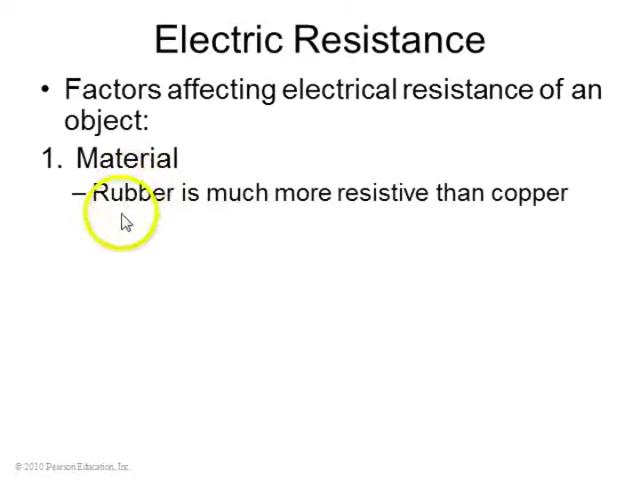 Electric Resistance
• Factors affecting electrical resistance of an
object:
1. Material
– Rubber is much more resistive than copper
© 2010 Pearson Education, Inc.